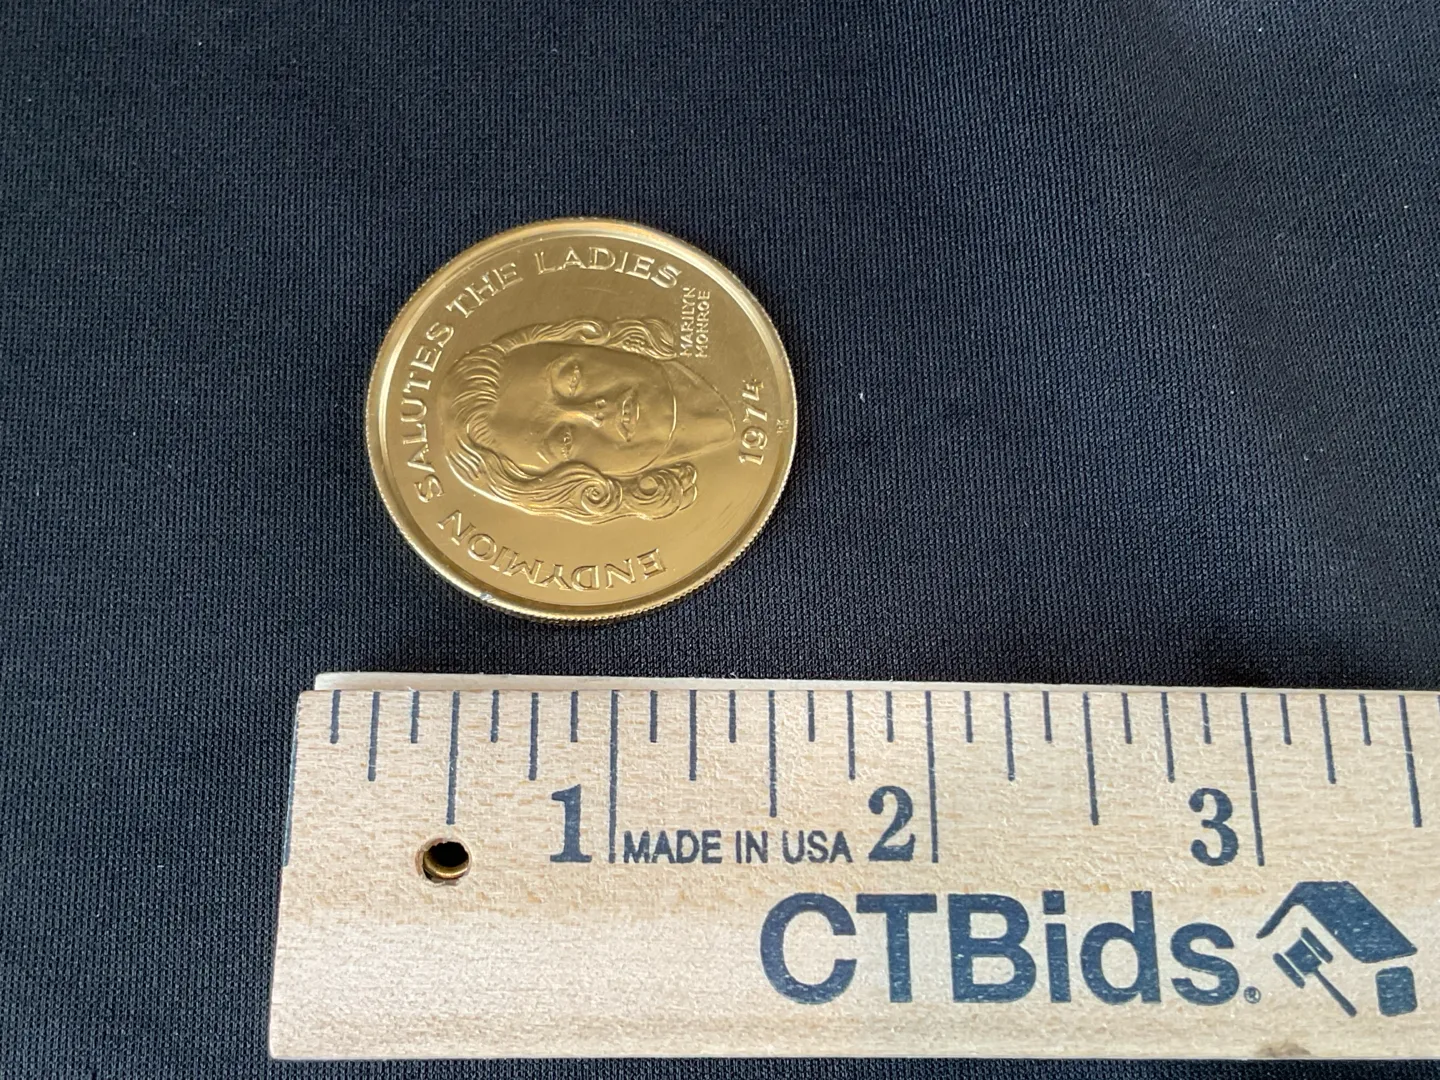 ENDYMION SALUTES THE LADIES
MARILYN
MONROE
1974
1 2 3
MADE IN USA
CTBids.®